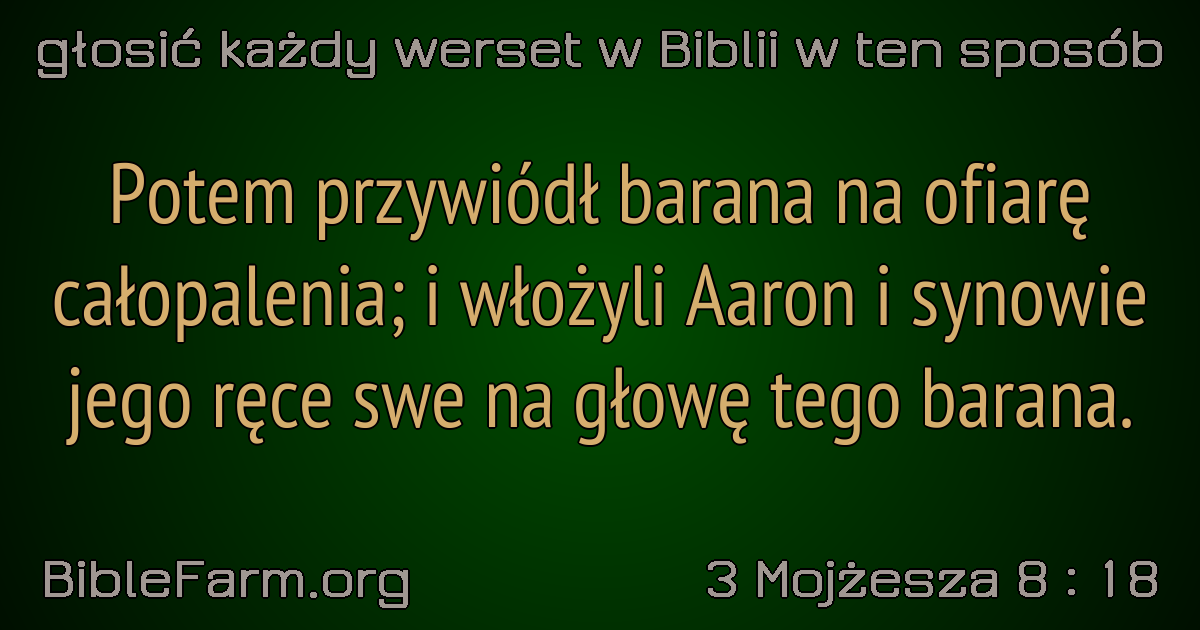 głosić każdy werset w Biblii w ten sposób
Potem przywiódł barana na ofiarę
całopalenia; i włożyli Aaron i synowie
jego ręce swe na głowę tego barana.
BibleFarm.org
3 Mojżesza 8 : 18